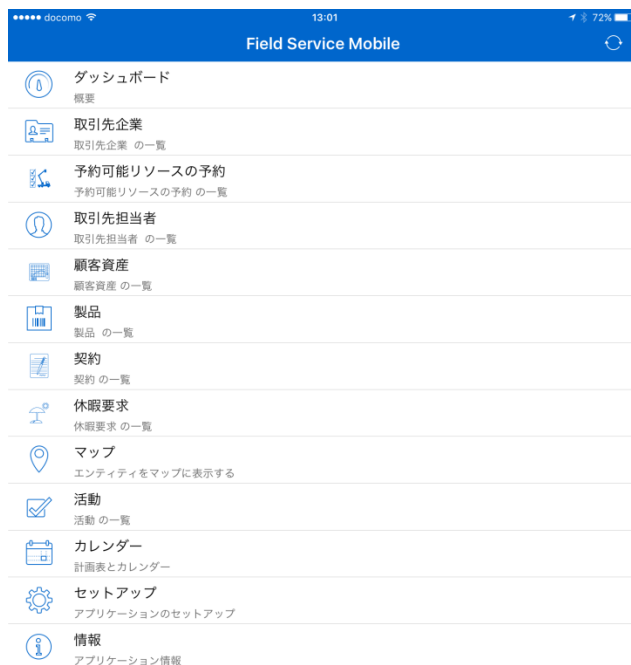 docomo 13:01 72%
Field Service Mobile
ダッシュボード
概要
取引先企業
取引先企業 の一覧
予約可能リソースの予約
予約可能リソースの予約 の一覧
取引先担当者
取引先担当者 の一覧
顧客資産
顧客資産 の一覧
製品
製品 の一覧
契約
契約 の一覧
休暇要求
休暇要求 の一覧
マップ
エンティティをマップに表示する
活動
活動 の一覧
カレンダー
計画表とカレンダー
セットアップ
アプリケーションのセットアップ
情報
アプリケーション情報